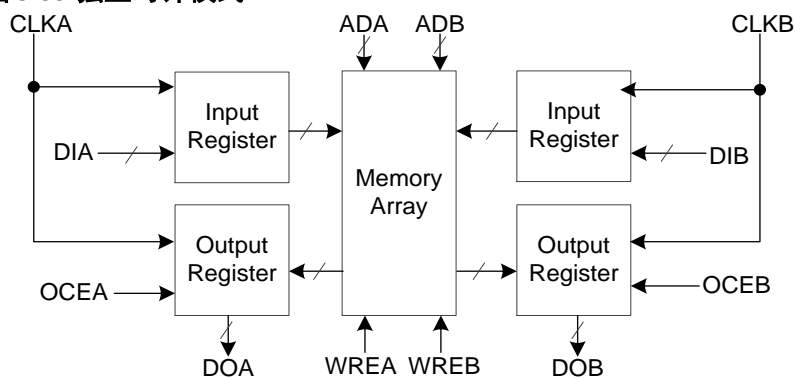 CLKA
ADA
ADB
CLKB
Input
Register
DIA
Memory
Array
Input
Register
DIB
Output
Register
OCEA
Output
Register
OCEB
DOA
WREA
WREB
DOB